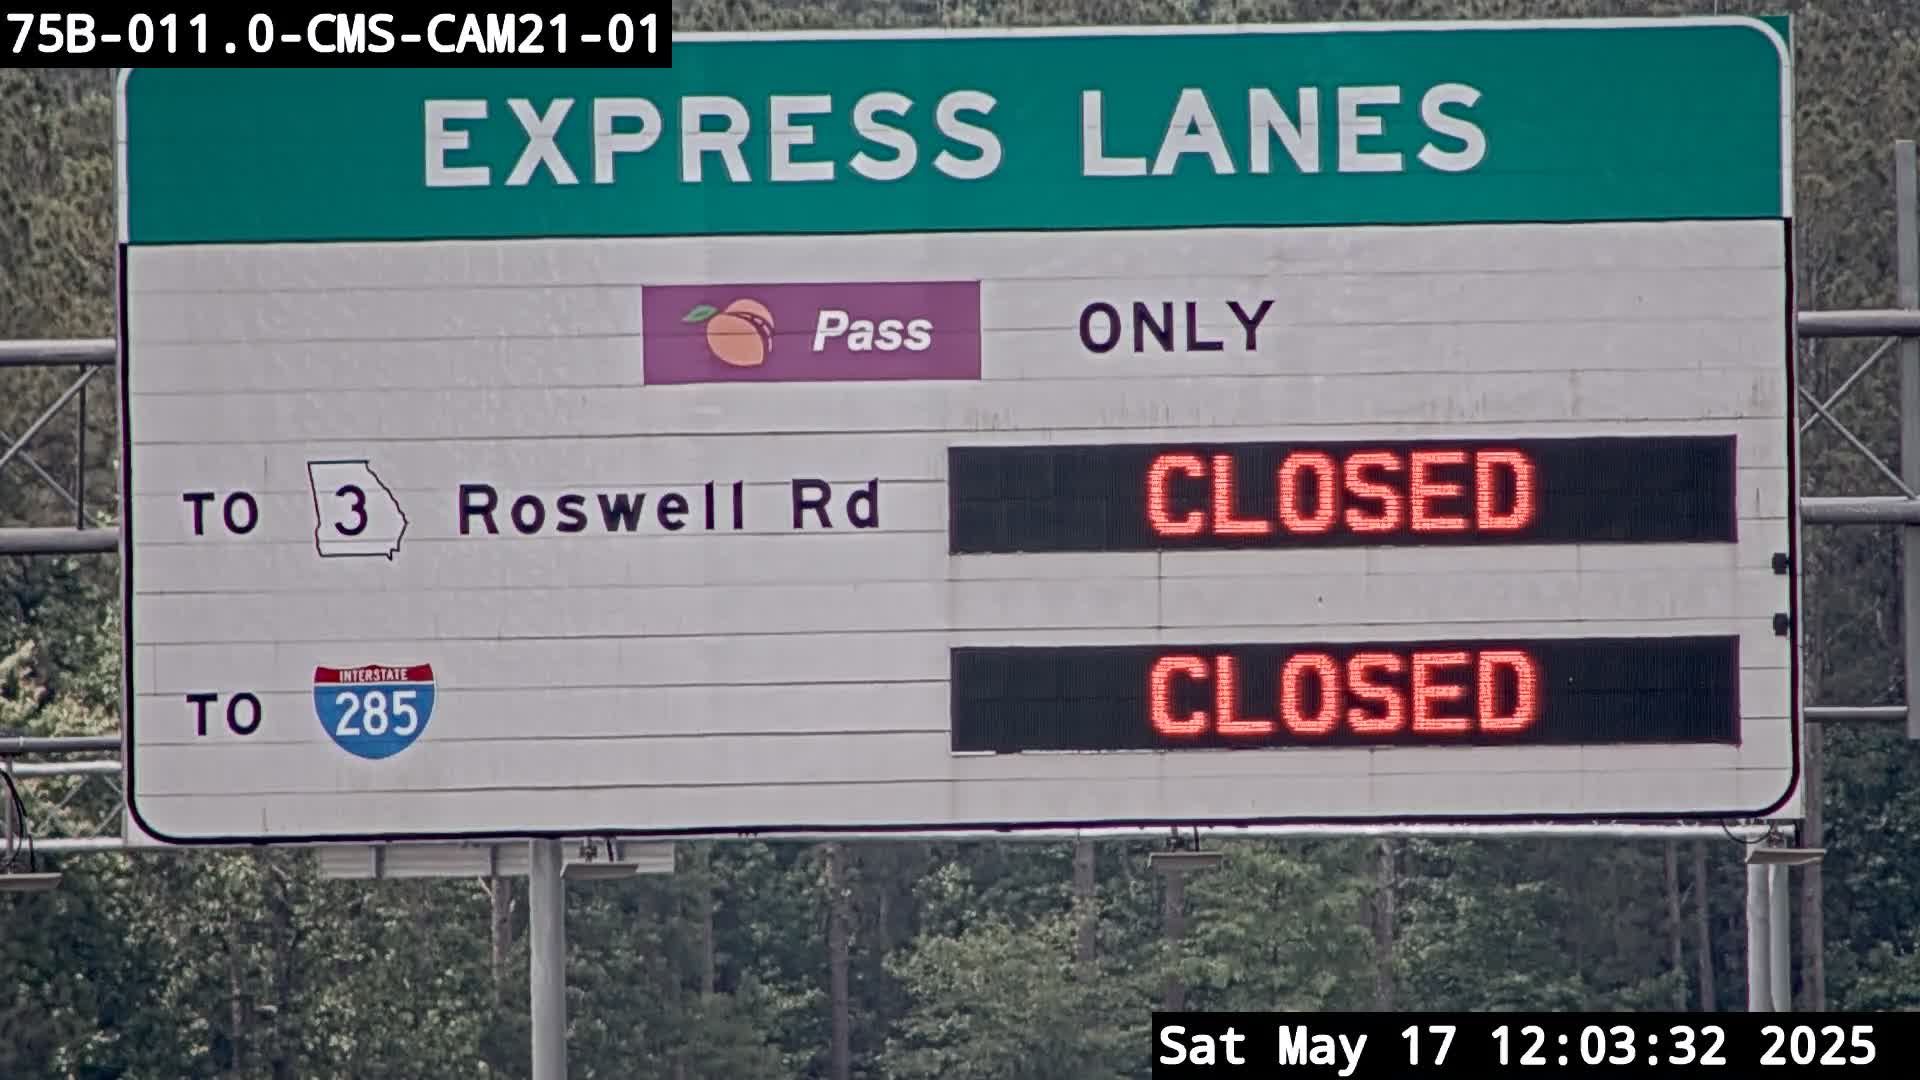 75B-011.0-CMS-CAM21-01
EXPRESS LANES
Pass ONLY
TO 3 Roswell Rd CLOSED
TO INTERSTATE 285 CLOSED
Sat May 17 12:03:32 2025